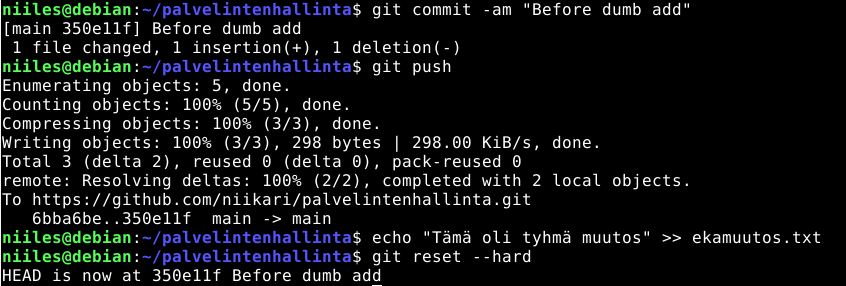 niiles@debian:~/palvelintenhallinta$ git commit -am "Before dumb add"
[main 350e11f] Before dumb add
 1 file changed, 1 insertion(+), 1 deletion(-)
niiles@debian:~/palvelintenhallinta$ git push
Enumerating objects: 5, done.
Counting objects: 100% (5/5), done.
Compressing objects: 100% (3/3), done.
Writing objects: 100% (3/3), 298 bytes | 298.00 KiB/s, done.
Total 3 (delta 2), reused 0 (delta 0), pack-reused 0
remote: Resolving deltas: 100% (2/2), completed with 2 local objects.
To https://github.com/niikari/palvelintenhallinta.git
   6bba6be..350e11f  main -> main
niiles@debian:~/palvelintenhallinta$ echo "Tämä oli tyhmä muutos" >> ekamuutos.txt
niiles@debian:~/palvelintenhallinta$ git reset --hard
HEAD is now at 350e11f Before dumb add